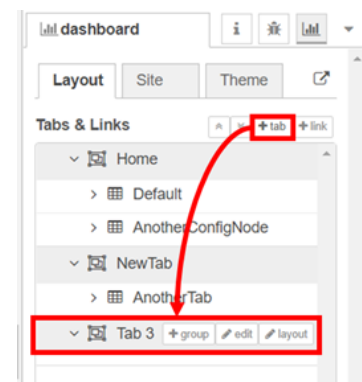 dashboard
Layout Site Theme
Tabs & Links +tab +link
Home
Default
AnotherConfigNode
NewTab
AnotherTab
Tab 3 +group edit layout